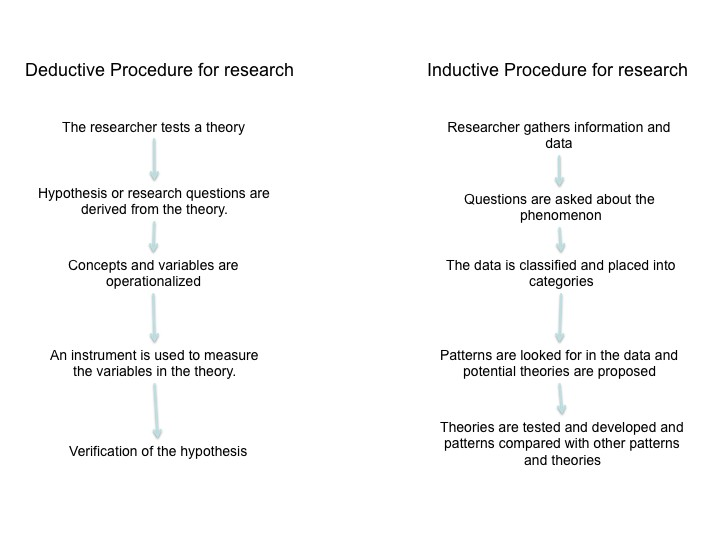 Deductive Procedure for research
The researcher tests a theory
Hypothesis or research questions are
derived from the theory.
Concepts and variables are
operationalized
An instrument is used to measure
the variables in the theory.
Verification of the hypothesis
Inductive Procedure for research
Researcher gathers information and
data
Questions are asked about the
phenomenon
The data is classified and placed into
categories
Patterns are looked for in the data and
potential theories are proposed
Theories are tested and developed and
patterns compared with other patterns
and theories